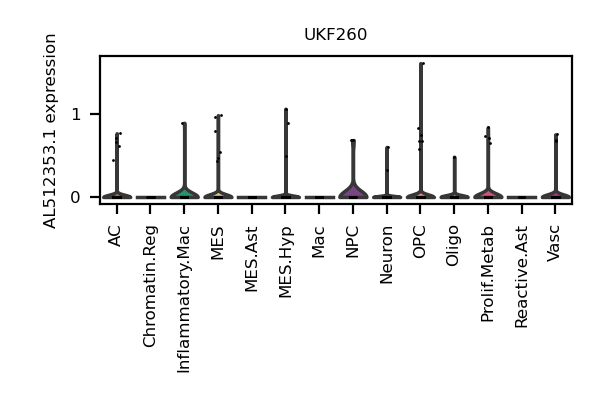 UKF260
AL512353.1 expression
1
0
AC
Chromatin.Reg
Inflammatory.Mac
MES
MES.Ast
MES.Hyp
Mac
NPC
Neuron
OPC
Oligo
Prolif.Metab
Reactive.Ast
Vasc